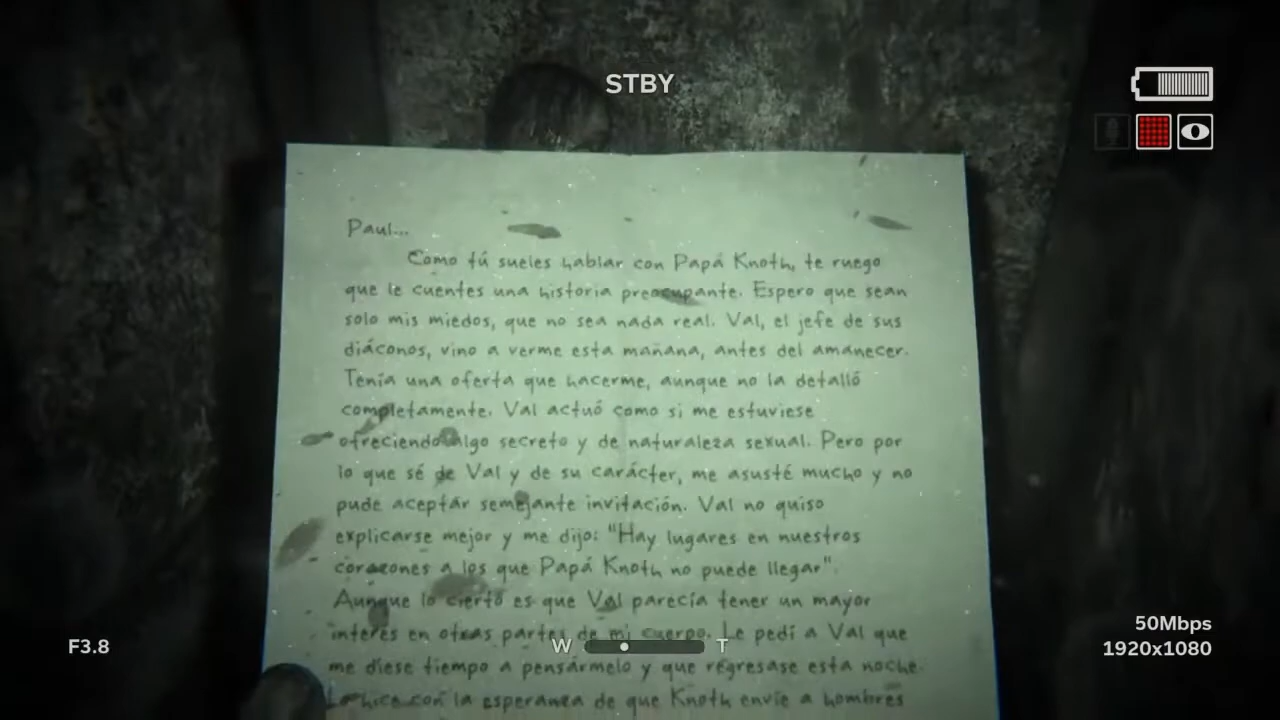 STBY
Paul...
Como tú sueles hablar con Papá Knoth, te ruego
que le cuentes una historia preocupante. Espero que sean
solo mis miedos, que no sea nada real. Val, el jefe de sus
diáconos, vino a verme esta mañana, antes del amanecer.
Tenía una oferta que hacerme, aunque no la detalló
completamente. Val actuó como si me estuviese
ofreciendo algo secreto y de naturaleza sexual. Pero por
lo que sé de Val y de su carácter, me asusté mucho y no
pude aceptar semejante invitación. Val no quiso
explicarse mejor y me dijo: "Hay lugares en nuestros
corazones a los que Papá Knoth no puede llegar".
Aunque lo cierto es que Val parecía tener un mayor
interés en otras partes de mi cuerpo. Le pedí a Val que
me diese tiempo a pensármelo y que regresase esta noche.
Lo hice con la esperanza de que Knoth envíe a hombres
F3.8
W T
50Mbps
1920x1080